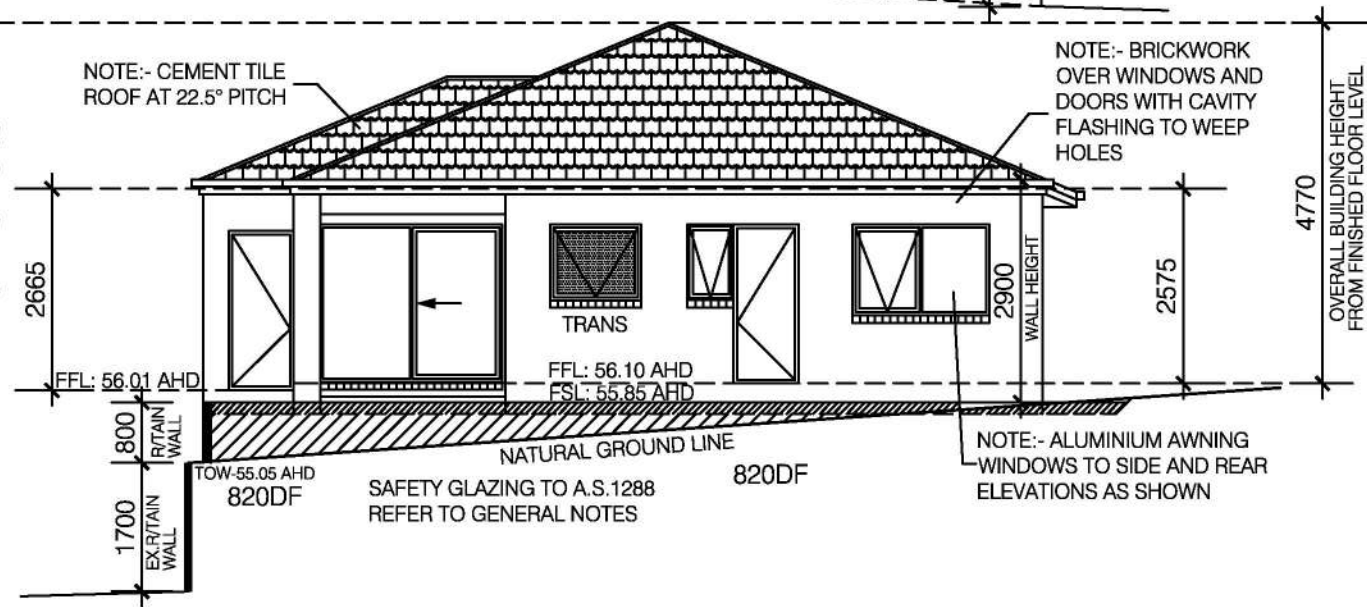 NOTE:- CEMENT TILE
ROOF AT 22.5° PITCH
NOTE:- BRICKWORK
OVER WINDOWS AND
DOORS WITH CAVITY
FLASHING TO WEEP
HOLES
4770
OVERALL BUILDING HEIGHT
FROM FINISHED FLOOR LEVEL
2665
2900
WALL HEIGHT
2575
TRANS
FFL: 56.01 AHD
FFL: 56.10 AHD
FSL: 55.85 AHD
800
R/TAIN
WALL
NATURAL GROUND LINE
TOW-55.05 AHD
820DF
820DF
SAFETY GLAZING TO A.S.1288
REFER TO GENERAL NOTES
NOTE:- ALUMINIUM AWNING
WINDOWS TO SIDE AND REAR
ELEVATIONS AS SHOWN
1700
EX.R/TAIN
WALL